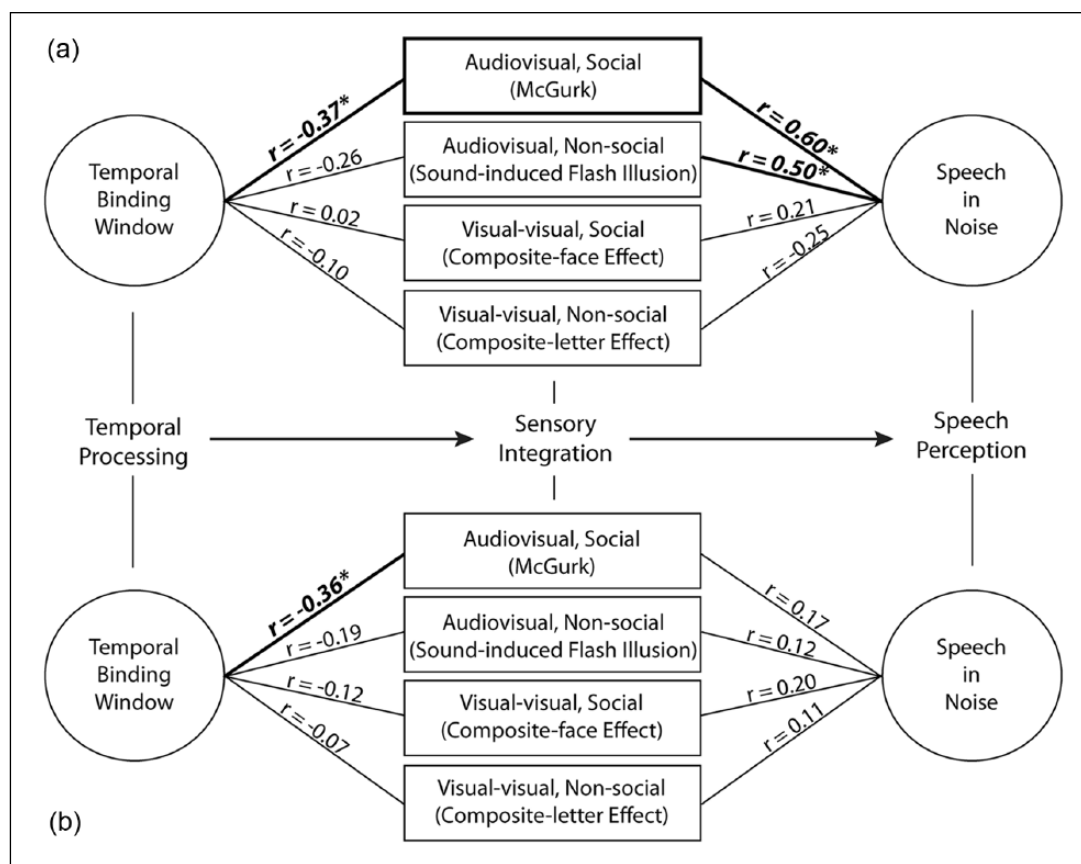 (a)
Temporal
Binding
Window
r = -0.37*
r = -0.26
r = 0.02
r = -0.10
Audiovisual, Social
(McGurk)
Audiovisual, Non-social
(Sound-induced Flash Illusion)
Visual-visual, Social
(Composite-face Effect)
Visual-visual, Non-social
(Composite-letter Effect)
r = 0.60*
r = 0.50*
r = 0.21
r = -0.25
Speech
in
Noise
Temporal
Processing
Sensory
Integration
Speech
Perception
Temporal
Binding
Window
r = -0.36*
r = -0.19
r = -0.12
r = -0.07
Audiovisual, Social
(McGurk)
Audiovisual, Non-social
(Sound-induced Flash Illusion)
Visual-visual, Social
(Composite-face Effect)
Visual-visual, Non-social
(Composite-letter Effect)
r = 0.17
r = 0.12
r = 0.20
r = 0.11
Speech
in
Noise
(b)